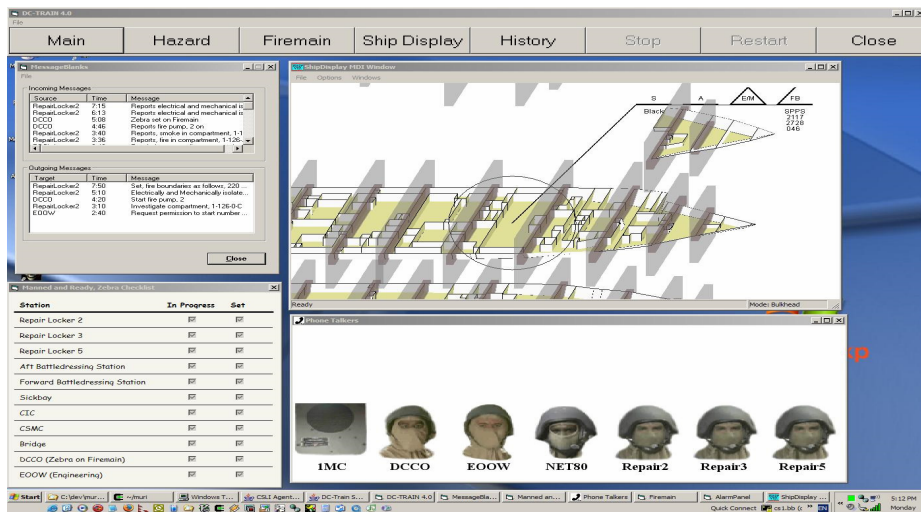 DC-TRAIN 4.0
File
Main Hazard Firemain Ship Display History Stop Restart Close
MessageBlanks
File
Incoming Messages
Source Time Message
RepairLocker2 7:15 Reports electrical and mechanical is
RepairLocker2 6:13 Reports electrical and mechanical is
DCCO 5:08 Zebra set on Firemain
DCCO 4:46 Reports fire pump, 2 on
RepairLocker2 3:40 Reports, smoke in compartment, 1-1
RepairLocker2 3:36 Reports, fire in compartment, 1-126-
Outgoing Messages
Target Time Message
RepairLocker2 7:50 Set, fire boundaries as follows, 220 ...
RepairLocker2 5:10 Electrically and Mechanically isolate...
DCCO 4:20 Start fire pump, 2
RepairLocker2 3:10 Investigate compartment, 1-126-0-C
EOOW 2:40 Request permission to start number ...
Close
ShipDisplay MDI Window
File Options Windows
S A E/M FB
Black SPPS
2117
2728
046
Ready Mode: Bulkhead
Manned and Ready, Zebra Checklist
Station In Progress Set
Repair Locker 2
Repair Locker 3
Repair Locker 5
Aft Battledressing Station
Forward Battledressing Station
Sickbay
CIC
CSMC
Bridge
DCCO (Zebra on Firemain)
EOOW (Engineering)
Phone Talkers
xp
1MC DCCO EOOW NET80 Repair2 Repair3 Repair5
Start C:\dev\mur... ~/muri Windows T... CSLI Agent... DC-Train S... DC-TRAIN 4.0 MessageBla... Manned an... Phone Talkers Firemain AlarmPanel ShipDisplay ... 5:12 PM
Quick Connect EN Monday